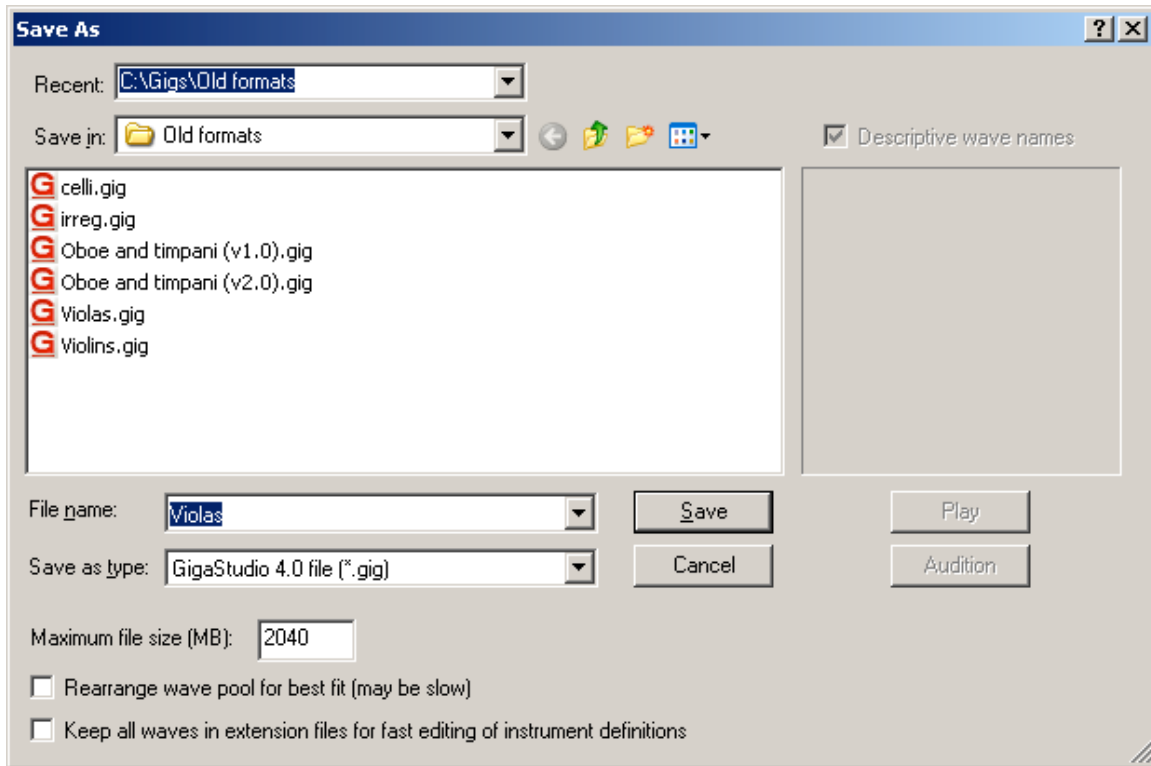 Save As
Recent: C:\Gigs\Old formats
Save in: Old formats
Descriptive wave names
G celli.gig
G irreg.gig
G Oboe and timpani (v1.0).gig
G Oboe and timpani (v2.0).gig
G Violas.gig
G Violins.gig
File name: Violas Save Play
Save as type: GigaStudio 4.0 file (*.gig) Cancel Audition
Maximum file size (MB): 2040
Rearrange wave pool for best fit (may be slow)
Keep all waves in extension files for fast editing of instrument definitions